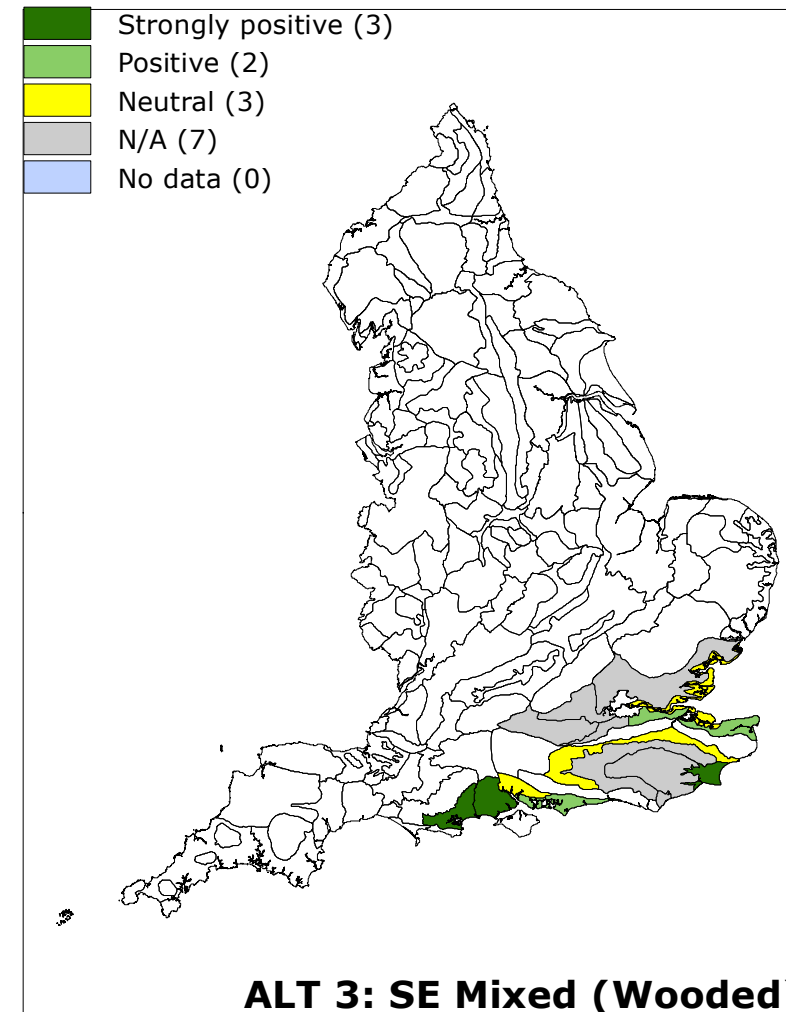 Strongly positive (3)
Positive (2)
Neutral (3)
N/A (7)
No data (0)
ALT 3: SE Mixed (Wooded)